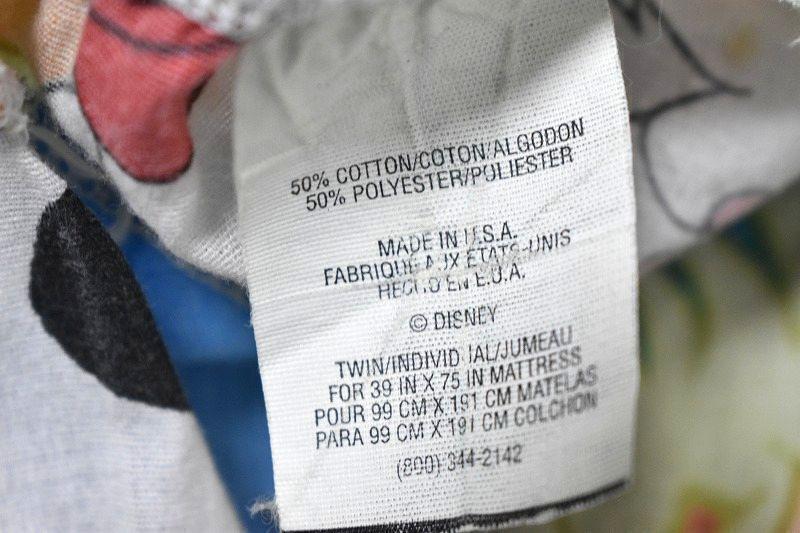 50% COTTON/COTON/ALGODON
50% POLYESTER/POLIESTER
MADE IN U.S.A.
FABRIQUE AUX ÉTATS-UNIS
HECHO EN E.U.A.
© DISNEY
TWIN/INDIVIDUAL/JUMEAU
FOR 39 IN X 75 IN MATTRESS
POUR 99 CM X 191 CM MATELAS
PARA 99 CM X 191 CM COLCHON
(800) 344-2142